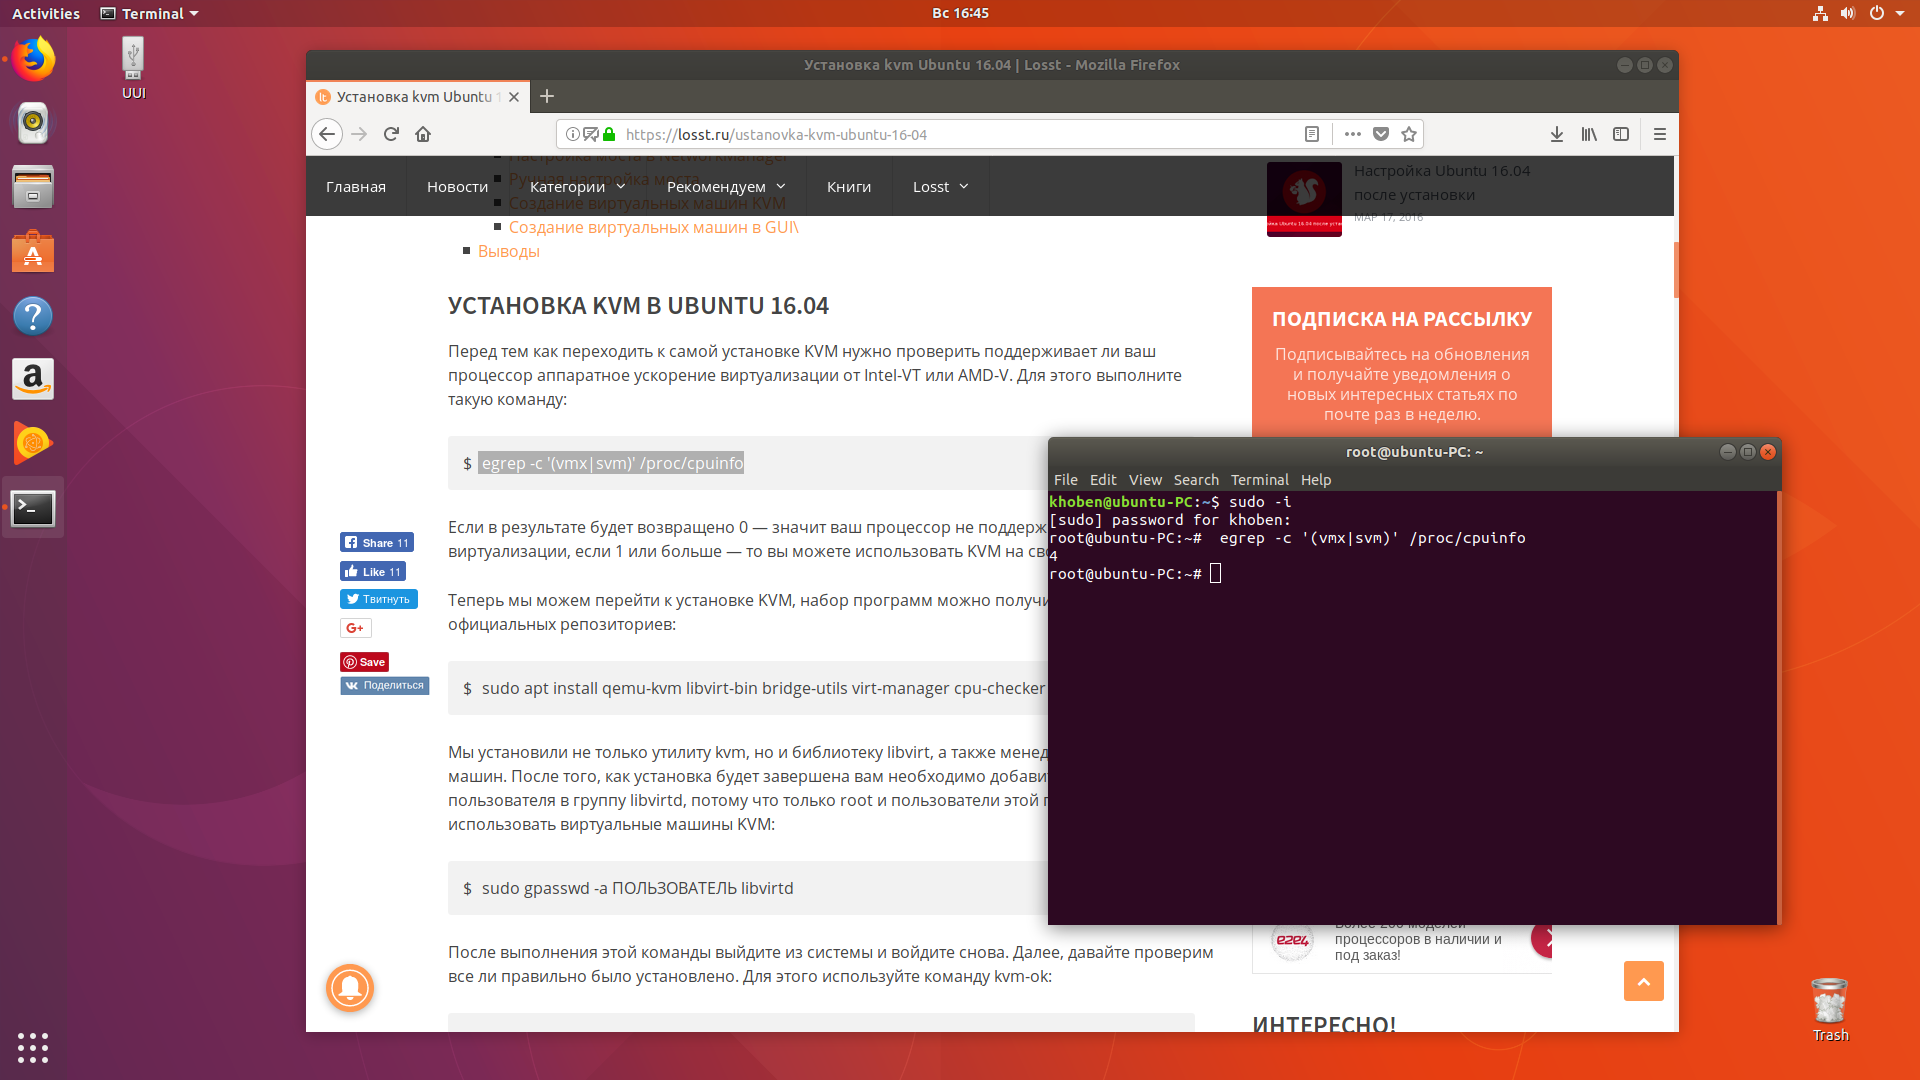 Activities
Terminal
Вс 16:45
UUI
Установка kvm Ubuntu 16.04 | Losst - Mozilla Firefox
Установка kvm Ubuntu 1
https://losst.ru/ustanovka-kvm-ubuntu-16-04
Настройка моста в NetworkManager
Ручная настройка моста
Главная
Новости
Категории
Рекомендуем
Книги
Losst
Создание виртуальных машин KVM
Создание виртуальных машин в GUI\
Выводы
Настройка Ubuntu 16.04
после установки
МАР 17, 2016
УСТАНОВКА KVM В UBUNTU 16.04
Перед тем как переходить к самой установке KVM нужно проверить поддерживает ли ваш
процессор аппаратное ускорение виртуализации от Intel-VT или AMD-V. Для этого выполните
такую команду:
$ egrep -c '(vmx|svm)' /proc/cpuinfo
Если в результате будет возвращено 0 — значит ваш процессор не поддерж
виртуализации, если 1 или больше — то вы можете использовать KVM на сво
Теперь мы можем перейти к установке KVM, набор программ можно получи
официальных репозиториев:
$ sudo apt install qemu-kvm libvirt-bin bridge-utils virt-manager cpu-checker
Мы установили не только утилиту kvm, но и библиотеку libvirt, а также менед
машин. После того, как установка будет завершена вам необходимо добавит
пользователя в группу libvirtd, потому что только root и пользователи этой г
использовать виртуальные машины KVM:
$ sudo gpasswd -a ПОЛЬЗОВАТЕЛЬ libvirtd
После выполнения этой команды выйдите из системы и войдите снова. Далее, давайте проверим
все ли правильно было установлено. Для этого используйте команду kvm-ok:
Share 11
Like 11
Твитнуть
G+
Save
Поделиться
ПОДПИСКА НА РАССЫЛКУ
Подписывайтесь на обновления
и получайте уведомления о
новых интересных статьях по
почте раз в неделю.
root@ubuntu-PC: ~
File Edit View Search Terminal Help
khoben@ubuntu-PC:~$ sudo -i
[sudo] password for khoben:
root@ubuntu-PC:~#  egrep -c '(vmx|svm)' /proc/cpuinfo
4
root@ubuntu-PC:~#
e2e4
Более 200 моделей
процессоров в наличии и
под заказ!
ИНТЕРЕСНО!
Trash